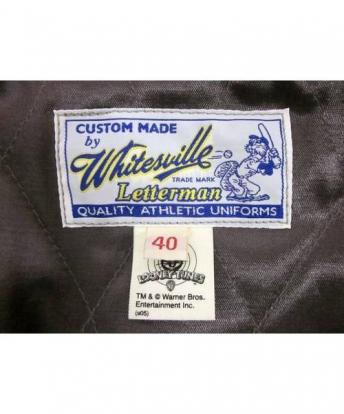 CUSTOM MADE
by
Whitesville
TRADE MARK
Letterman
QUALITY ATHLETIC UNIFORMS
40
LOONEY TUNES
TM & © Warner Bros.
Entertainment Inc.
(s05)